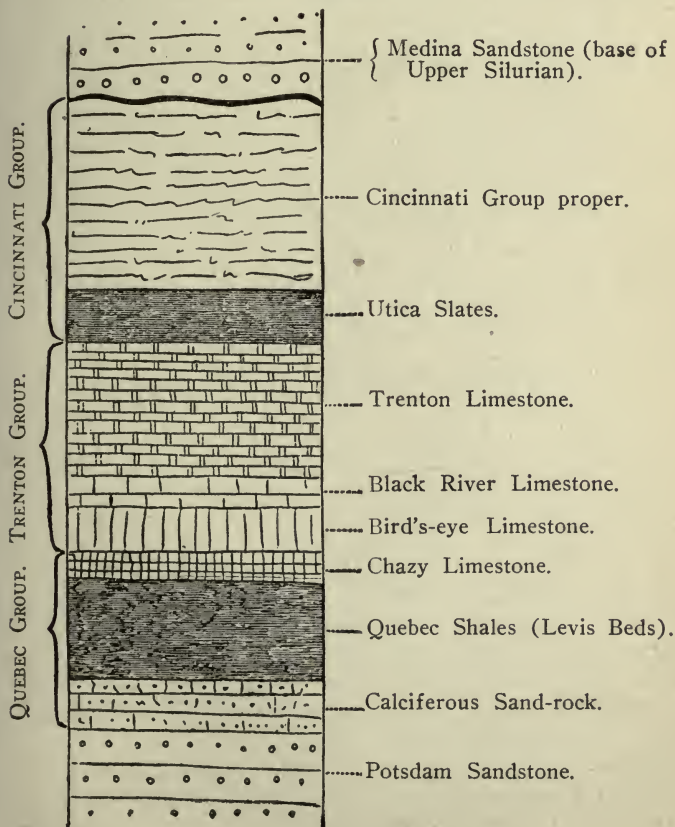 Medina Sandstone (base of
Upper Silurian).
CINCINNATI GROUP.
Cincinnati Group proper.
Utica Slates.
TRENTON GROUP.
Trenton Limestone.
Black River Limestone.
Bird's-eye Limestone.
QUEBEC GROUP.
Chazy Limestone.
Quebec Shales (Levis Beds).
Calciferous Sand-rock.
Potsdam Sandstone.